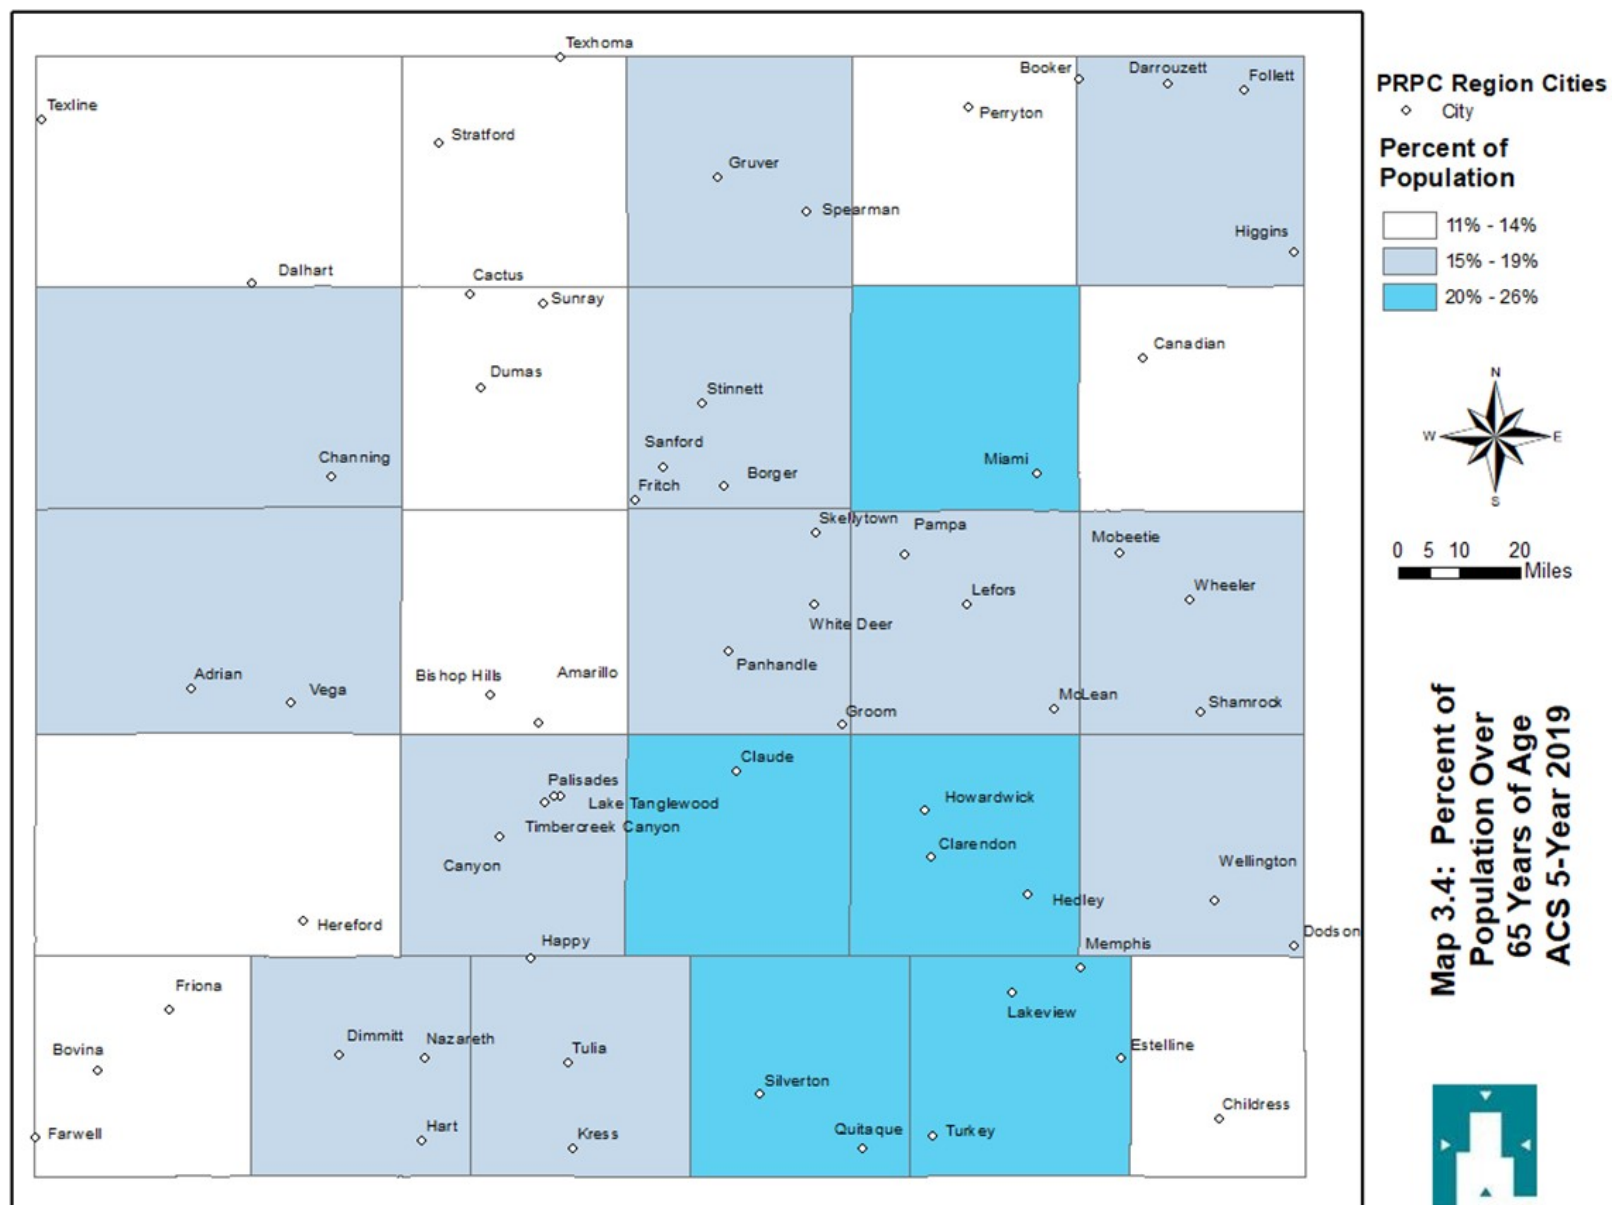 Texhoma
Booker
Darrouzett
Follett
Texline
Perryton
Stratford
Gruver
Spearman
Higgins
Dalhart
Cactus
Sunray
Canadian
Dumas
Stinnett
Sanford
Channing
Miami
Borger
Fritch
Skellytown
Pampa
Mobeetie
Wheeler
Lefors
White Deer
Adrian
Bishop Hills
Amarillo
Panhandle
Vega
McLean
Shamrock
Groom
Claude
Palisades
Lake Tanglewood
Howardwick
Timbercreek Canyon
Clarendon
Canyon
Wellington
Hedley
Hereford
Dodson
Happy
Memphis
Friona
Lakeview
Dimmitt
Nazareth
Bovina
Tulia
Estelline
Silverton
Childress
Hart
Kress
Quitaque
Turkey
Farwell
PRPC Region Cities
City
Percent of
Population
11% - 14%
15% - 19%
20% - 26%
N
W
E
S
0 5 10 20
Miles
Map 3.4: Percent of
Population Over
65 Years of Age
ACS 5-Year 2019